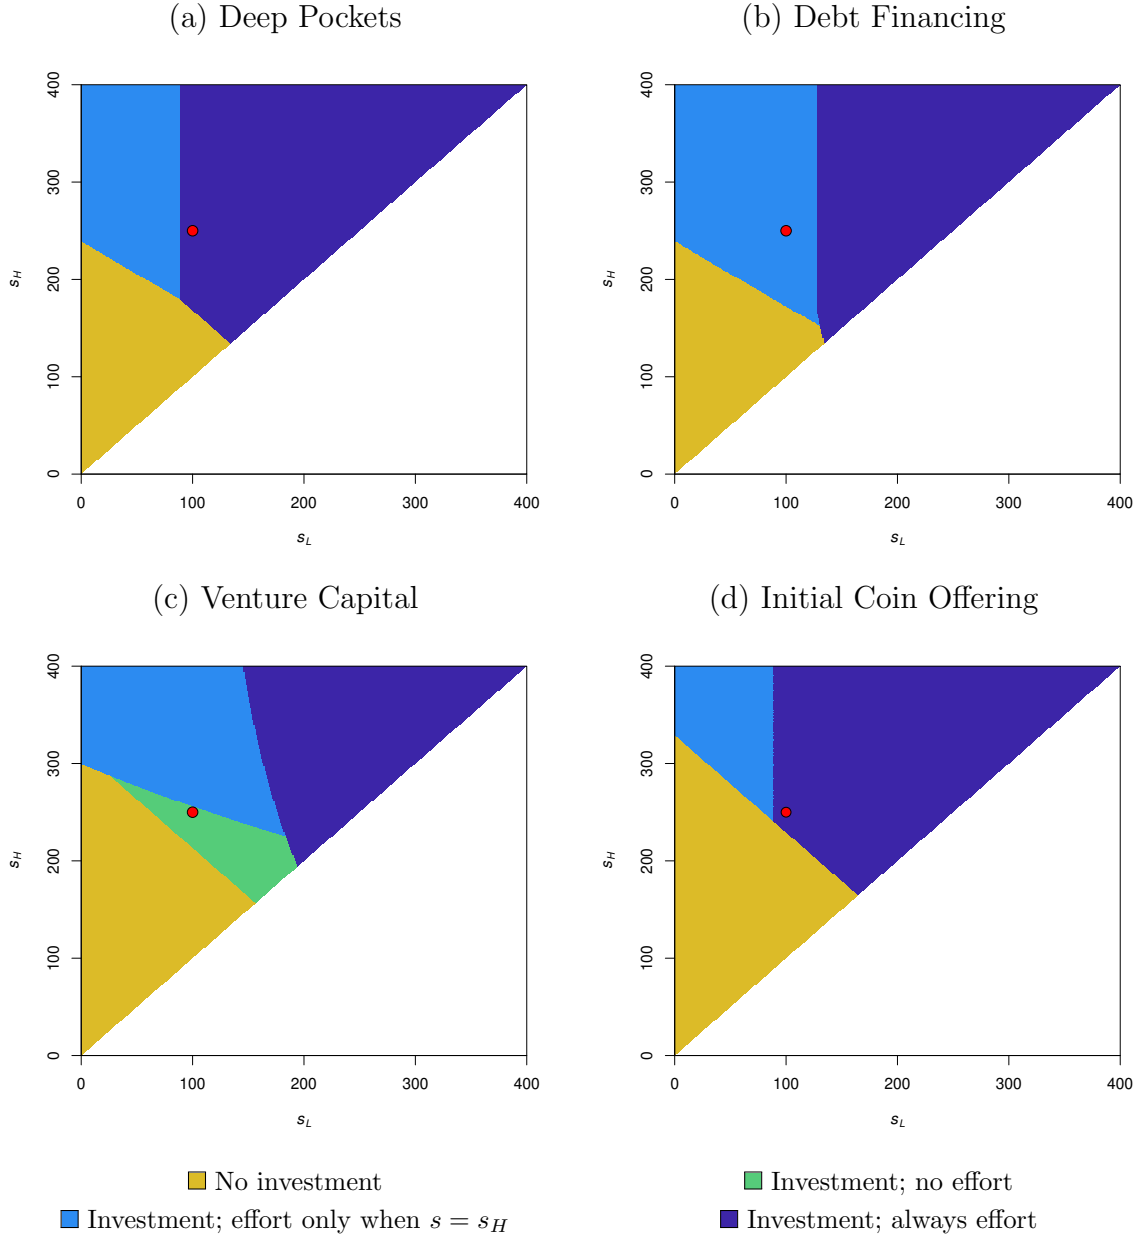 (a) Deep Pockets
(b) Debt Financing
400
300
200
100
0
s_H
0 100 200 300 400
s_L
400
300
200
100
0
s_H
0 100 200 300 400
s_L
(c) Venture Capital
(d) Initial Coin Offering
400
300
200
100
0
s_H
0 100 200 300 400
s_L
400
300
200
100
0
s_H
0 100 200 300 400
s_L
No investment
Investment; no effort
Investment; effort only when s = s_H
Investment; always effort